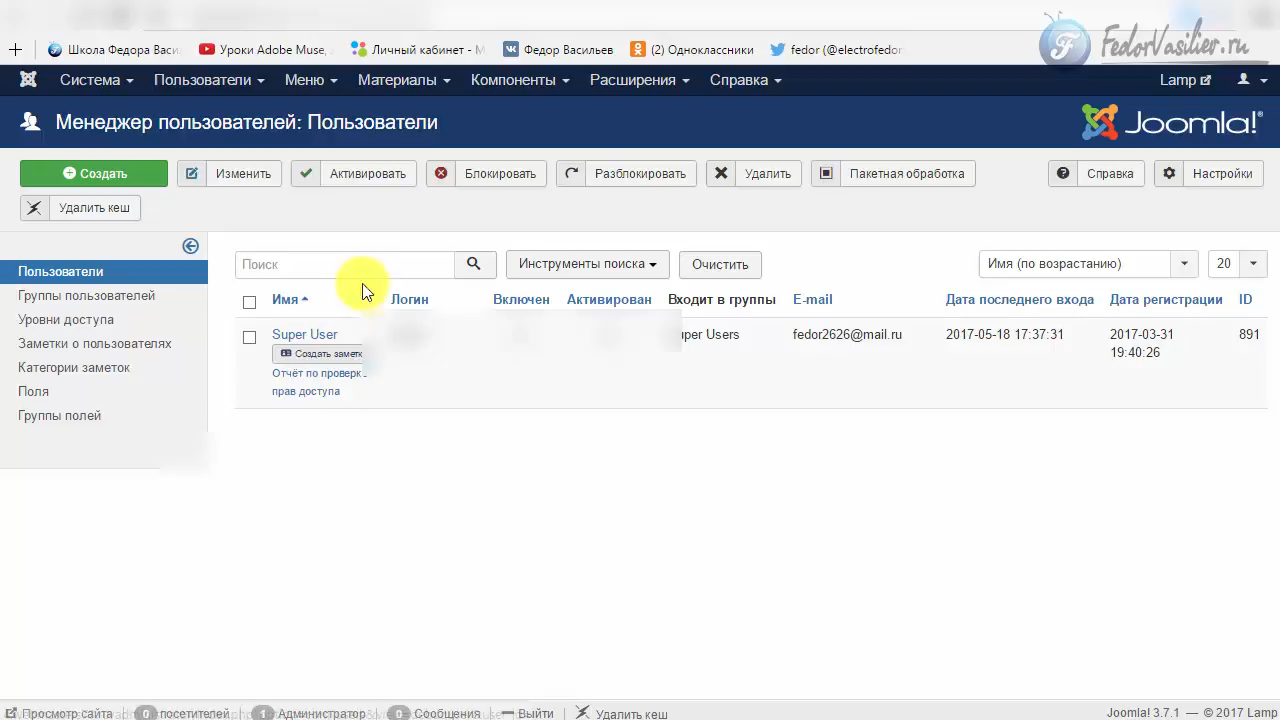 FedorVasilier.ru
Школа Федора Васил
Уроки Adobe Muse,
Личный кабинет - М
Федор Васильев
(2) Одноклассники
fedor (@electrofedor
Система
Пользователи
Меню
Материалы
Компоненты
Расширения
Справка
Lamp
Менеджер пользователей: Пользователи
Joomla!
Создать
Изменить
Активировать
Блокировать
Разблокировать
Удалить
Пакетная обработка
Справка
Настройки
Удалить кеш
Пользователи
Группы пользователей
Уровни доступа
Заметки о пользователях
Категории заметок
Поля
Группы полей
Поиск
Инструменты поиска
Очистить
Имя (по возрастанию)
20
Имя
Логин
Включен
Активирован
Входит в группы
E-mail
Дата последнего входа
Дата регистрации
ID
Super User
uper Users
fedor2626@mail.ru
2017-05-18 17:37:31
2017-03-31
19:40:26
891
Создать заметк
Отчёт по проверк
прав доступа
Просмотр сайта
0 посетителей
1 Администратор
0 Сообщения
Выйти
Удалить кеш
Joomla! 3.7.1 — © 2017 Lamp